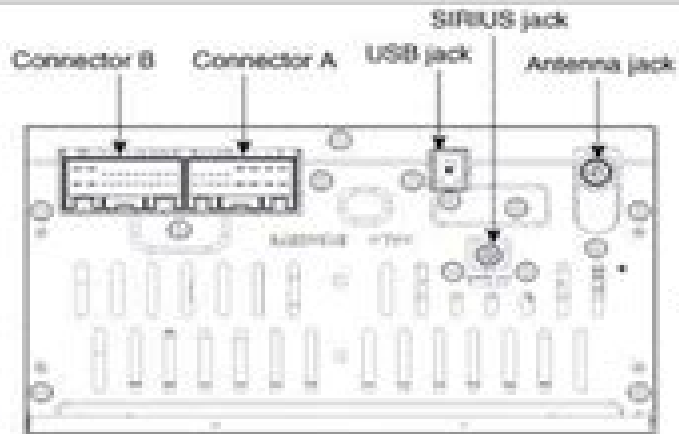 SIRIUS jack
Connector B
Connector A
USB jack
Antenna jack